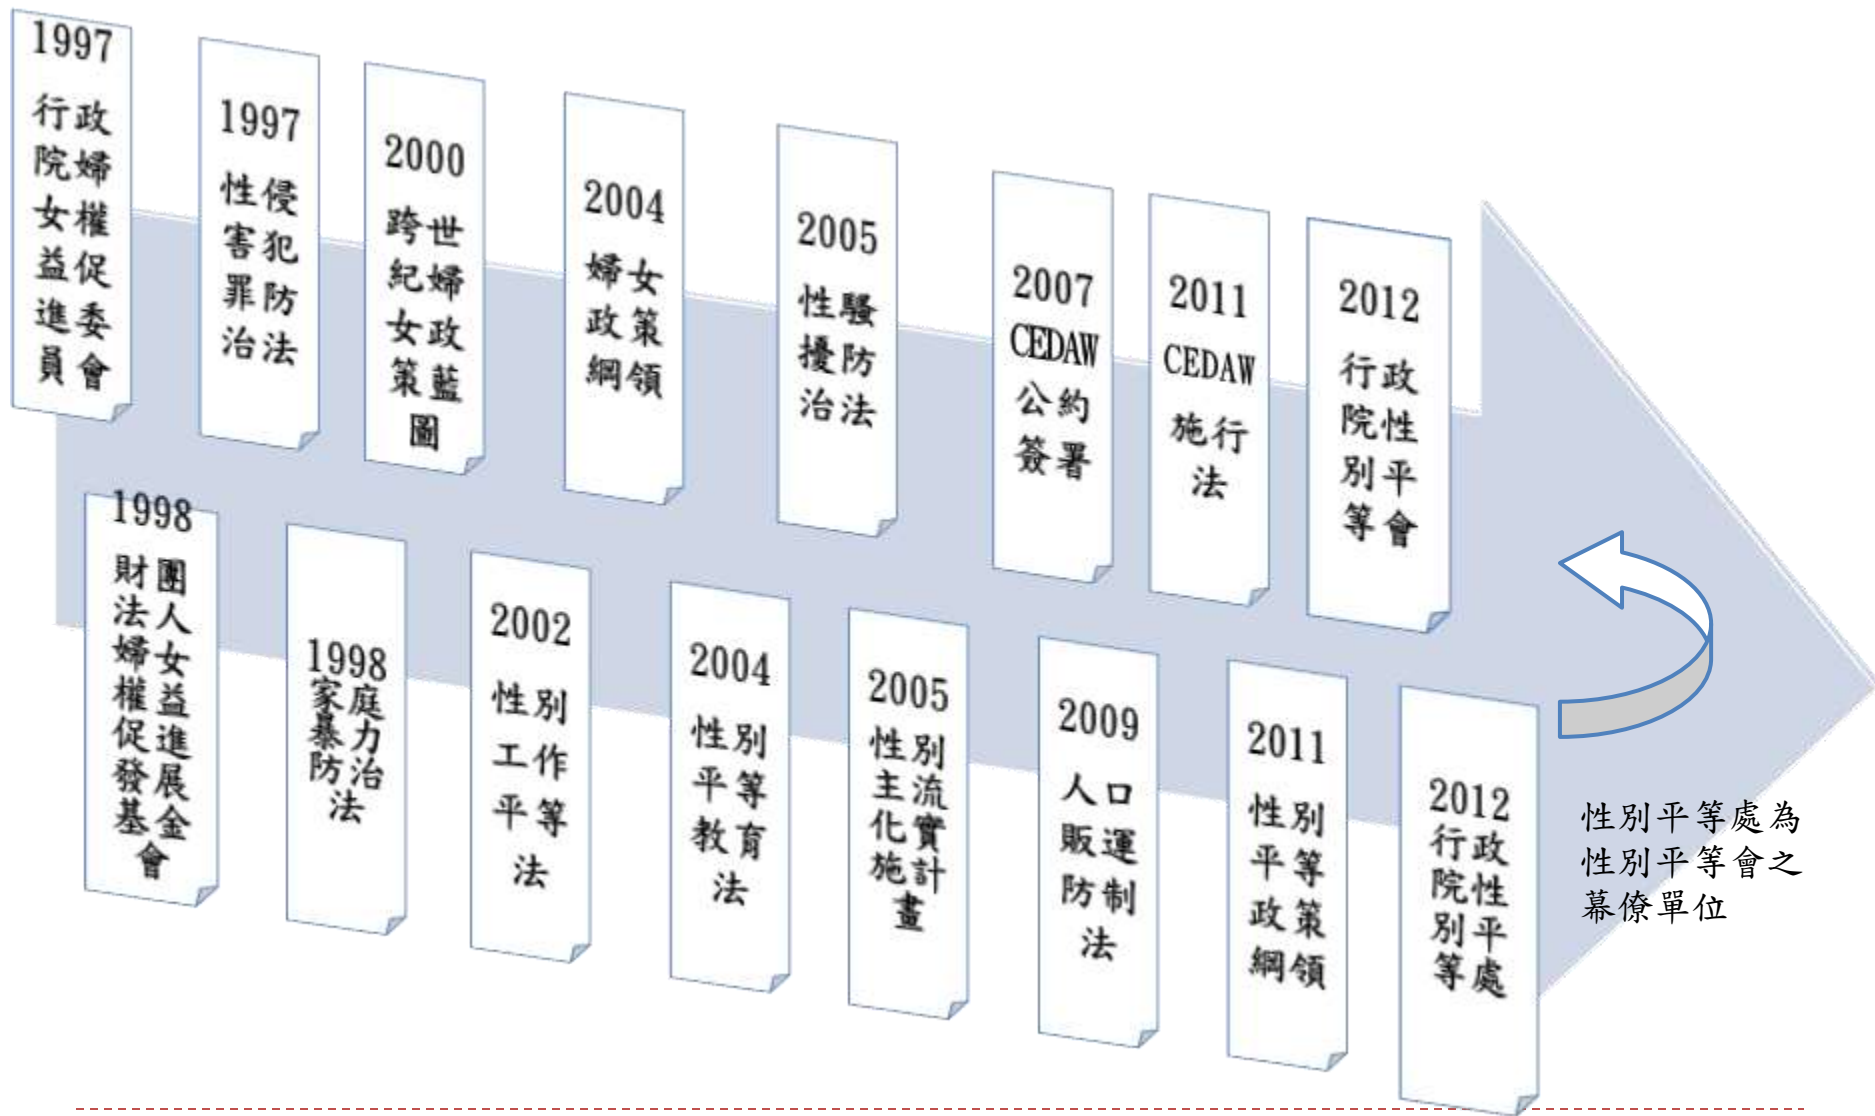 1997
行政
院婦
女權
益促
進委
員會
1997
性侵
害犯
罪防
治法
2000
跨世
紀婦
女政
策藍
圖
2004
婦女
政策
綱領
2005
性騷
擾防
治法
2007
CEDAW
公約
簽署
2011
CEDAW
施行
法
2012
行政
院性
別平
等會
1998
財團
法人
婦女
權益
促進
發展
基金
會
1998
家庭
暴力
防治
法
2002
性別
工作
平等
法
2004
性別
平等
教育
法
2005
性別
主流
化實
施計
畫
2009
人口
販運
防制
法
2011
性別
平等
政策
綱領
2012
行政
院性
別平
等處
性別平等處為
性別平等會之
幕僚單位